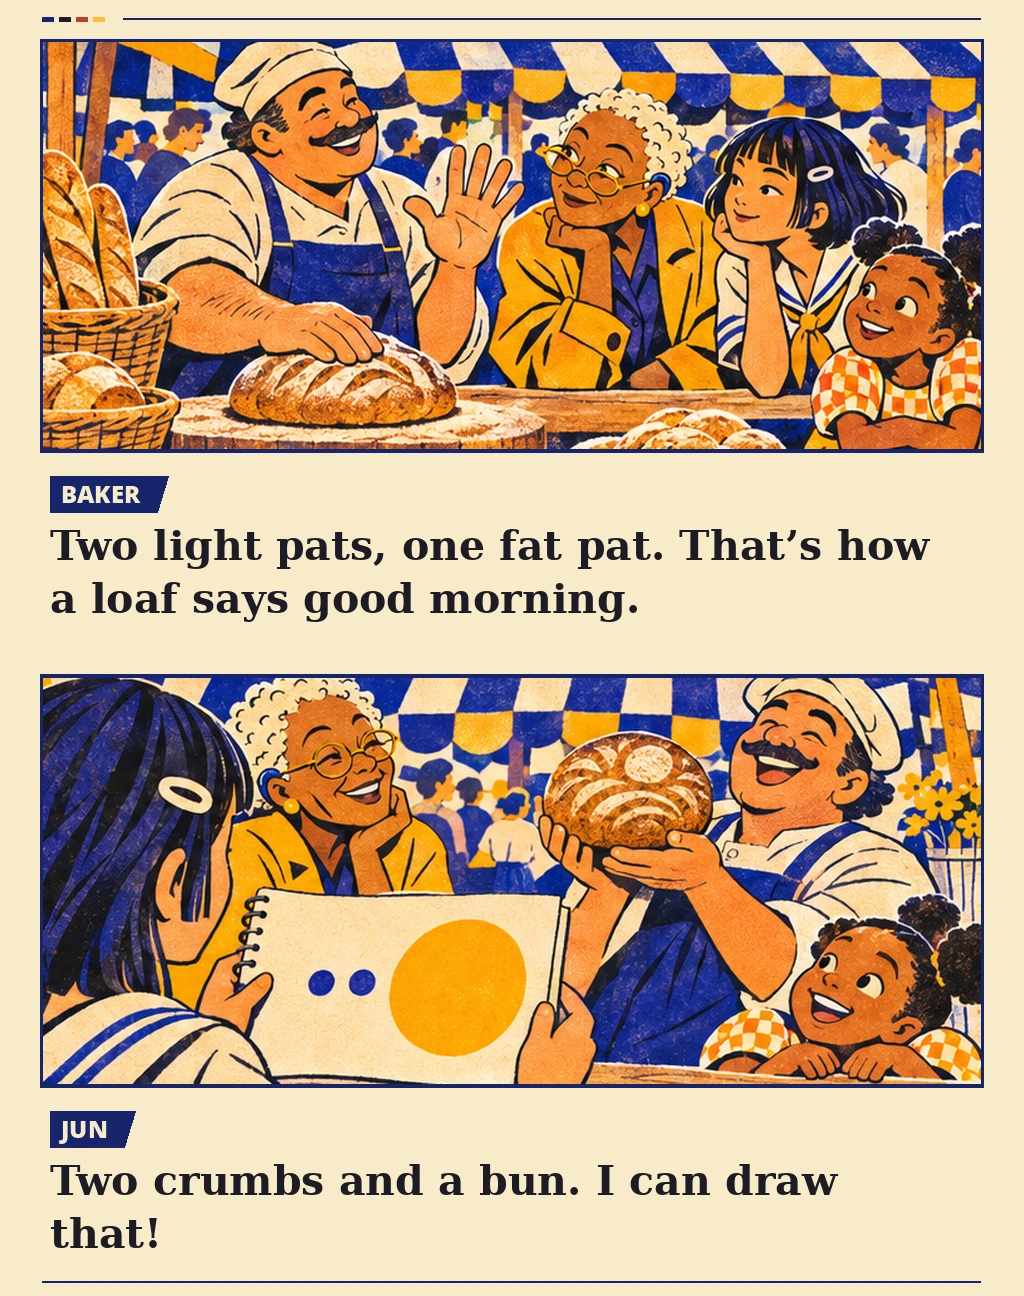 BAKER
Two light pats, one fat pat. That’s how
a loaf says good morning.
JUN
Two crumbs and a bun. I can draw
that!